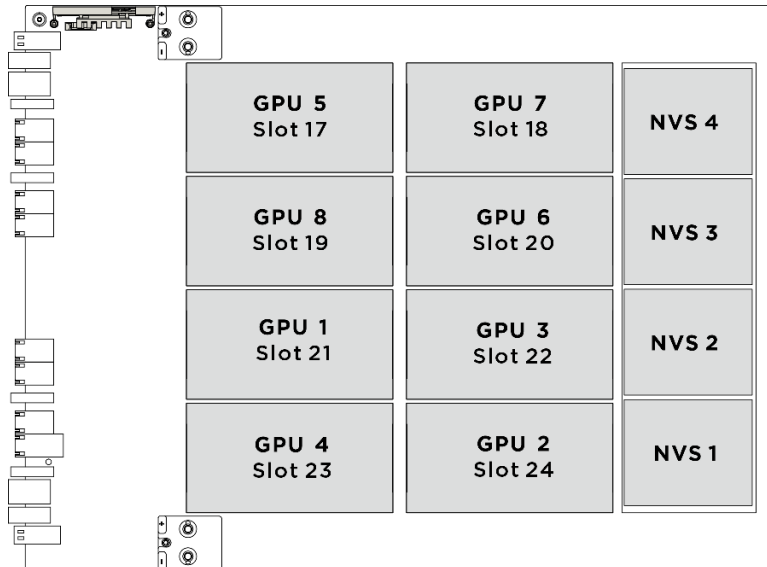 GPU 5
Slot 17
GPU 7
Slot 18
NVS 4
GPU 8
Slot 19
GPU 6
Slot 20
NVS 3
GPU 1
Slot 21
GPU 3
Slot 22
NVS 2
GPU 4
Slot 23
GPU 2
Slot 24
NVS 1